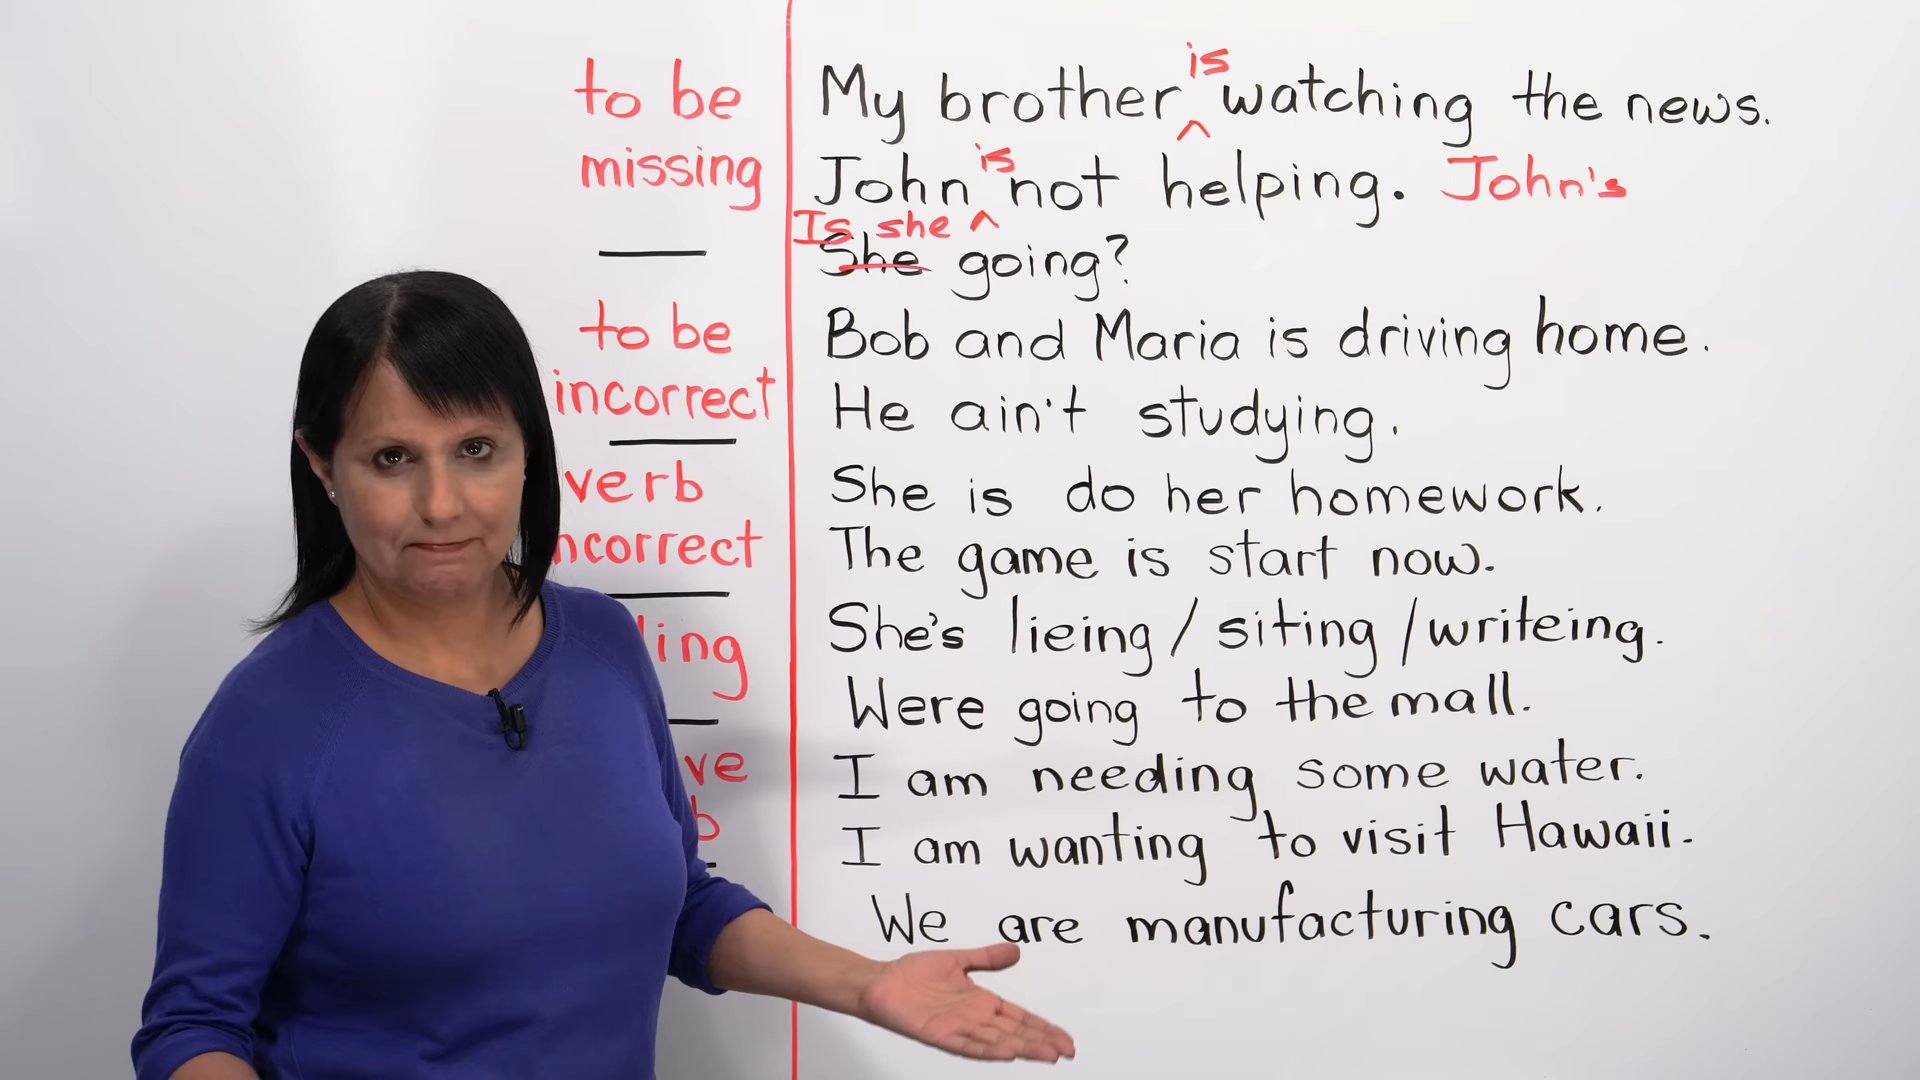 to be
missing
to be
incorrect
verb
ncorrect
ling
ve
b
is
My brother ^ watching the news.
is
John ^ not helping. John's
Is she
She going?
Bob and Maria is driving home.
He ain't studying.
She is do her homework.
The game is start now.
She's lieing / siting / writeing.
Were going to the mall.
I am needing some water.
I am wanting to visit Hawaii.
We are manufacturing cars.